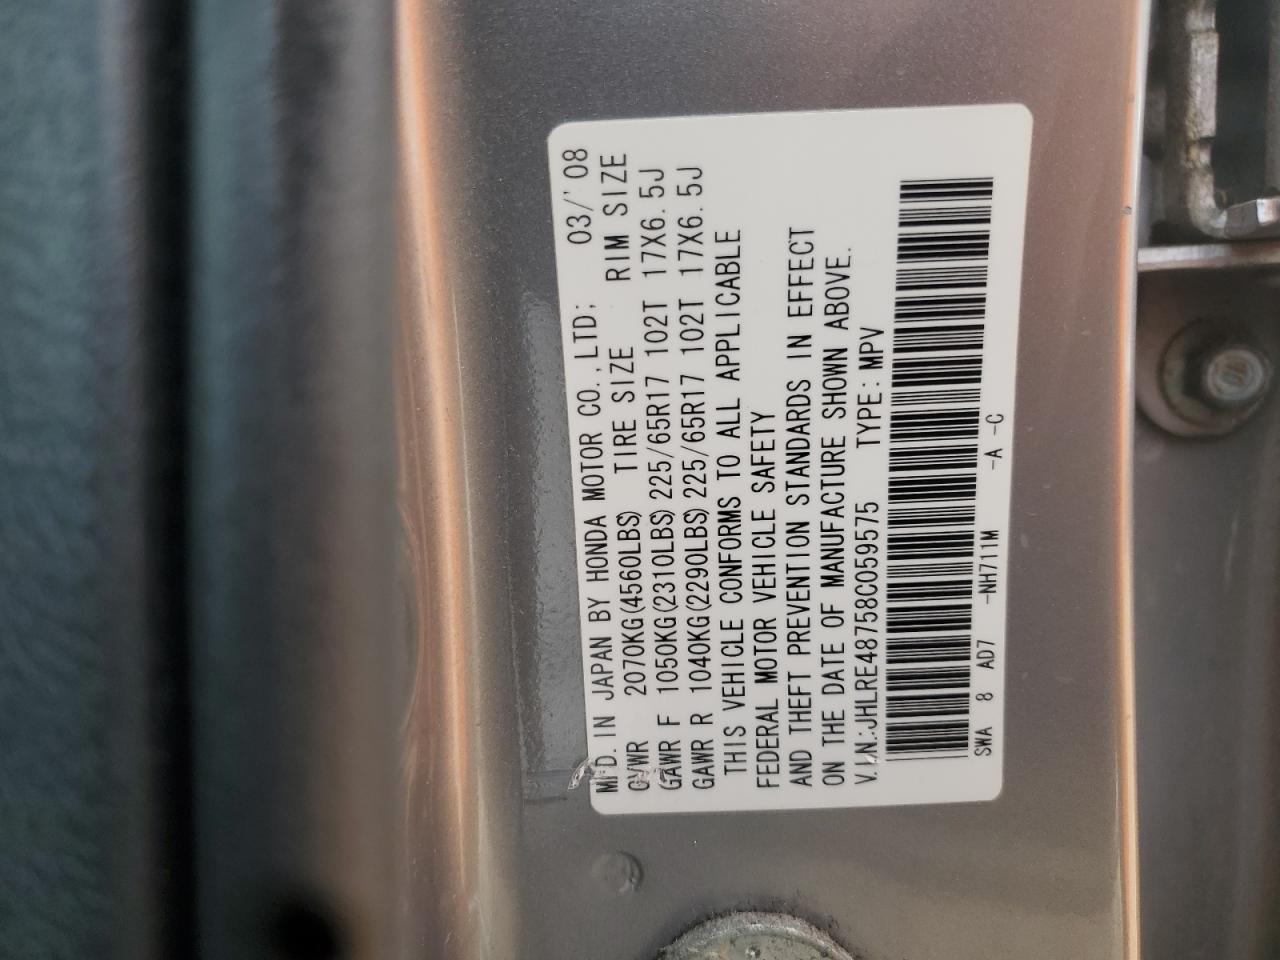 MFD. IN JAPAN BY HONDA MOTOR CO., LTD; 03/'08
GVWR 2070KG(4560LBS) TIRE SIZE RIM SIZE
GAWR F 1050KG(2310LBS) 225/65R17 102T 17X6.5J
GAWR R 1040KG(2290LBS) 225/65R17 102T 17X6.5J
THIS VEHICLE CONFORMS TO ALL APPLICABLE
FEDERAL MOTOR VEHICLE SAFETY
AND THEFT PREVENTION STANDARDS IN EFFECT
ON THE DATE OF MANUFACTURE SHOWN ABOVE.
V.I.N.:JHLRE48758C059575 TYPE: MPV
SWA 8 AD7 -NH711M -A -C